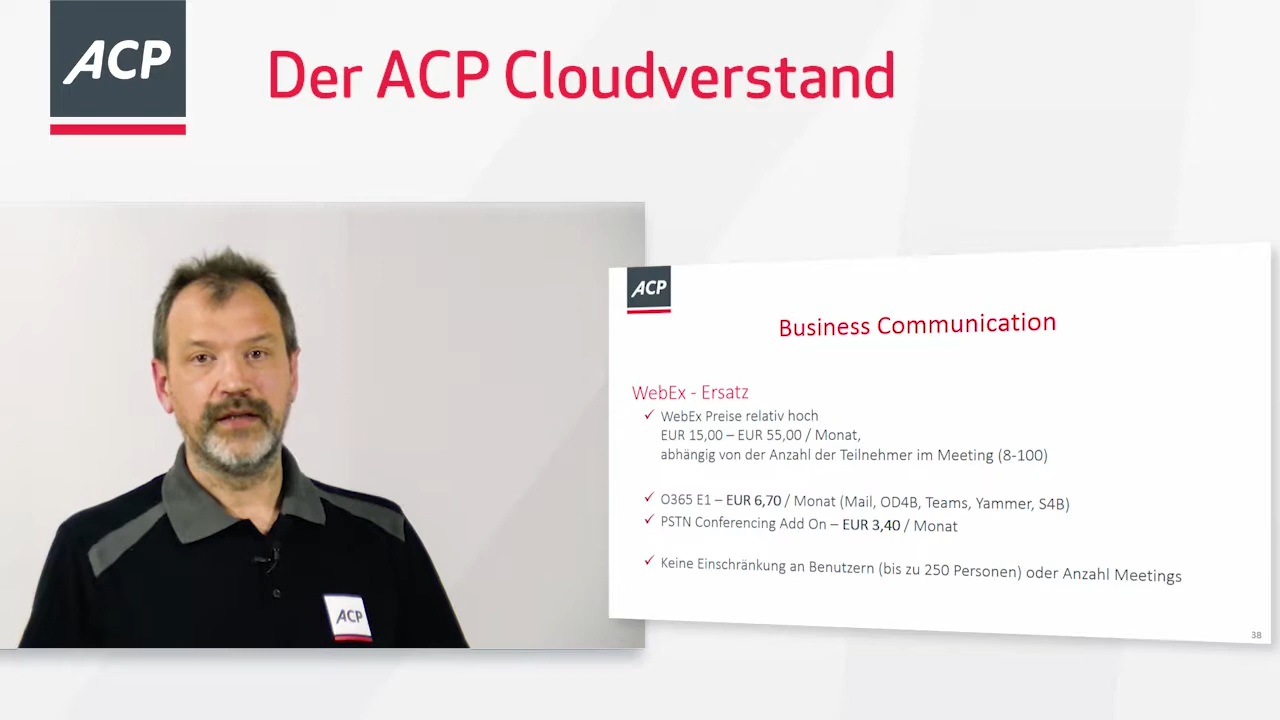 ACP
Der ACP Cloudverstand
ACP
Business Communication
WebEx - Ersatz
✓ WebEx Preise relativ hoch
EUR 15,00 – EUR 55,00 / Monat,
abhängig von der Anzahl der Teilnehmer im Meeting (8-100)
✓ O365 E1 – EUR 6,70 / Monat (Mail, OD4B, Teams, Yammer, S4B)
✓ PSTN Conferencing Add On – EUR 3,40 / Monat
✓ Keine Einschränkung an Benutzern (bis zu 250 Personen) oder Anzahl Meetings
38
ACP